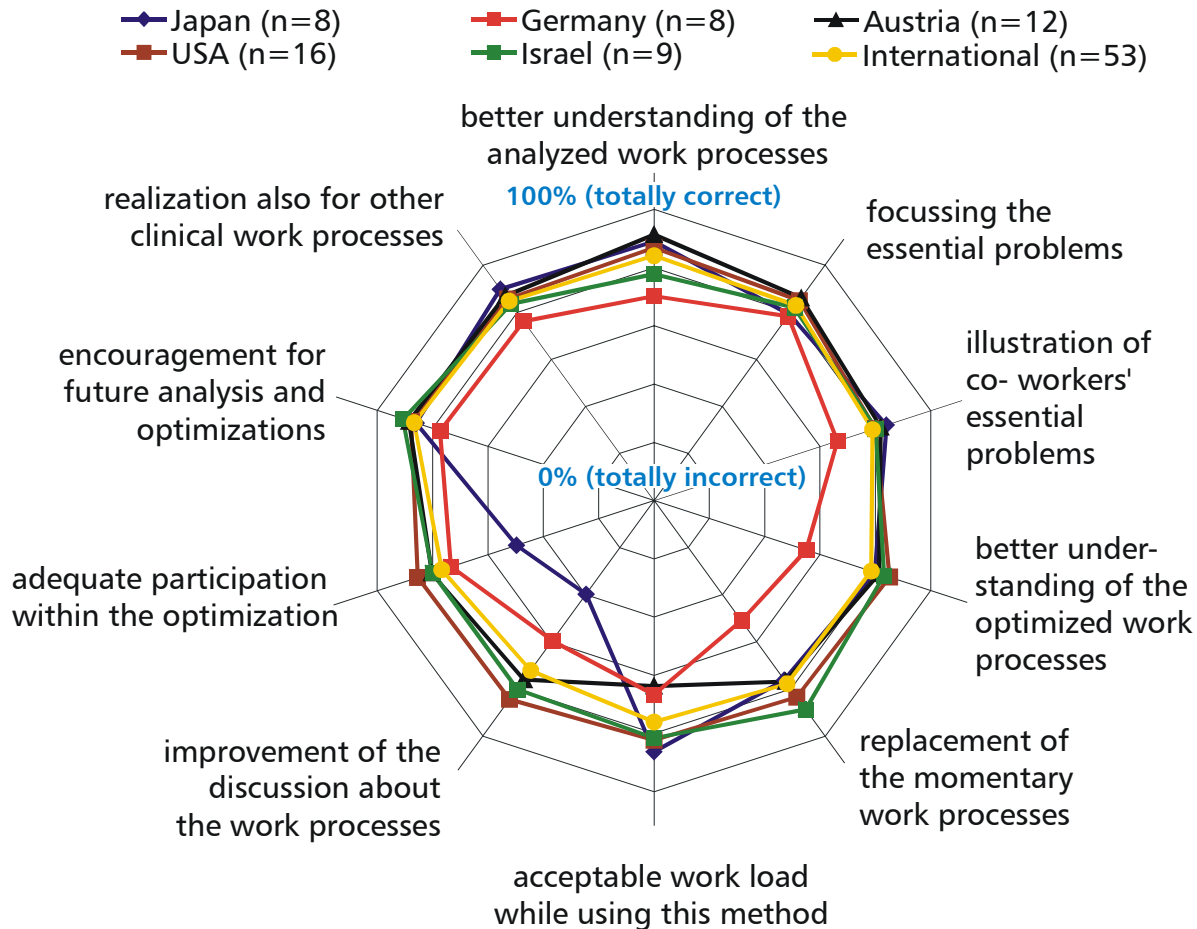 Japan (n=8)
Germany (n=8)
Austria (n=12)
USA (n=16)
Israel (n=9)
International (n=53)
better understanding of the
analyzed work processes
100% (totally correct)
realization also for other
clinical work processes
focussing the
essential problems
encouragement for
future analysis and
optimizations
illustration of
co- workers'
essential
problems
0% (totally incorrect)
adequate participation
within the optimization
better under-
standing of the
optimized work
processes
improvement of the
discussion about
the work processes
replacement of
the momentary
work processes
acceptable work load
while using this method